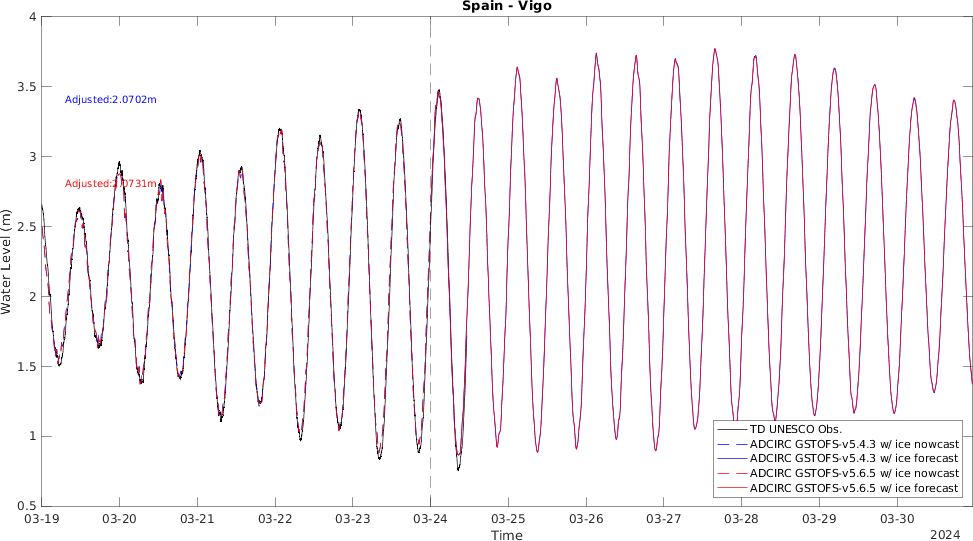 Spain - Vigo
4
3.5
3
2.5
2
1.5
1
0.5
Water Level (m)
Adjusted:2.0702m
Adjusted:2.0731m
TD UNESCO Obs.
ADCIRC GSTOFS-v5.4.3 w/ ice nowcast
ADCIRC GSTOFS-v5.4.3 w/ ice forecast
ADCIRC GSTOFS-v5.6.5 w/ ice nowcast
ADCIRC GSTOFS-v5.6.5 w/ ice forecast
03-19 03-20 03-21 03-22 03-23 03-24 03-25 03-26 03-27 03-28 03-29 03-30
Time
2024